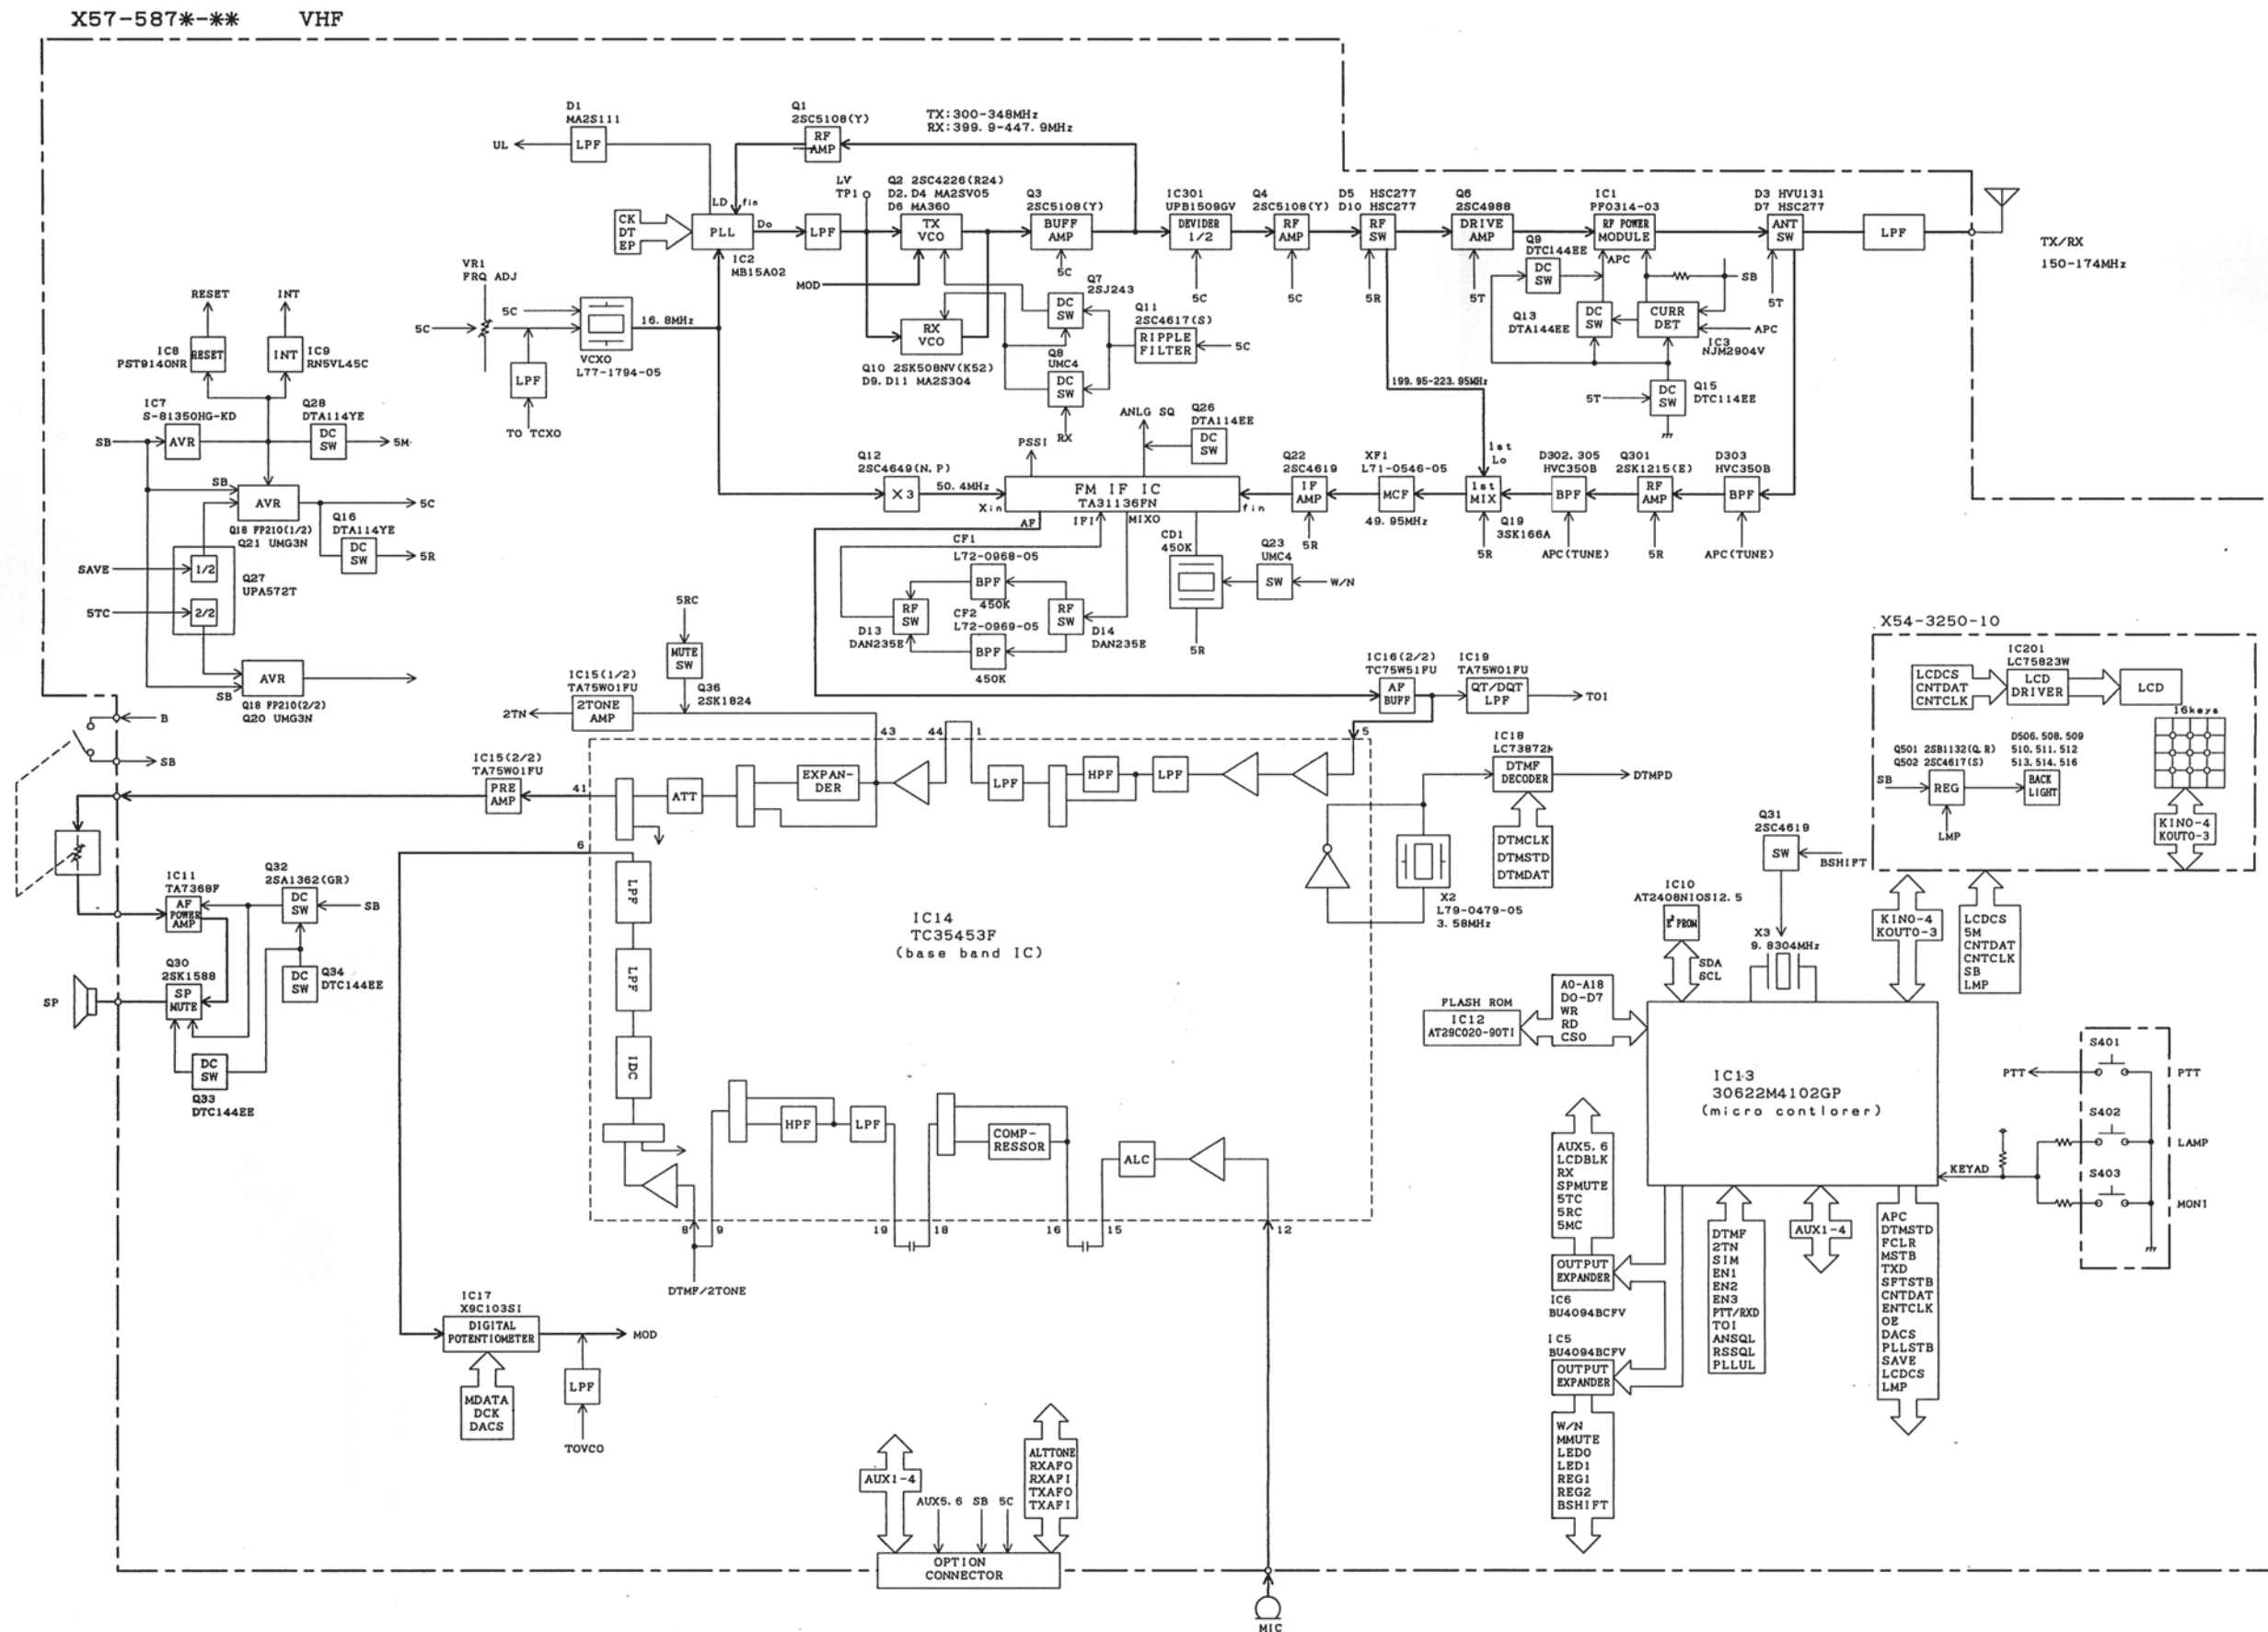 X57-587*-** VHF
D1
MA2S111
UL
LPF
Q1
2SC5108(Y)
RF
AMP
TX:300-348MHz
RX:399.9-447.9MHz
LD
fin
CK
DT
EP
PLL
Do
IC2
MB15A02
LPF
LV
TP1
Q2 2SC4226(R24)
D2.D4 MA2SV05
D6 MA360
TX
VCO
MOD
RX
VCO
Q10 2SK508NV(K52)
D9.D11 MA2S304
Q3
2SC5108(Y)
BUFF
AMP
5C
Q7
2SJ243
DC
SW
Q8
UMC4
DC
SW
RX
Q11
2SC4617(S)
RIPPLE
FILTER
5C
IC301
UPB1509GV
DEVIDER
1/2
5C
Q4
2SC5108(Y)
RF
AMP
5C
D5 HSC277
D10 HSC277
RF
SW
5R
Q6
2SC4988
DRIVE
AMP
5T
IC1
PF0314-03
RF POWER
MODULE
Q9
DTC144EE
DC
SW
APC
SB
Q13
DTA144EE
DC
SW
CURR
DET
APC
IC3
NJM2904V
5T
DC
SW
Q15
DTC114EE
D3 HVU131
D7 HSC277
ANT
SW
5T
LPF
TX/RX
150-174MHz
VR1
FRQ ADJ
5C
5C
16.8MHz
VCXO
L77-1794-05
LPF
TO TCXO
RESET
INT
IC8
PST9140NR
RESET
INT
IC9
RN5VL45C
IC7
S-81350HG-KD
SB
AVR
Q28
DTA114YE
DC
SW
5M
SB
AVR
5C
Q18 FP210(1/2)
Q21 UMG3N
Q16
DTA114YE
DC
SW
5R
SAVE
1/2
Q27
UPA572T
5TC
2/2
AVR
SB
Q18 FP210(2/2)
Q20 UMG3N
B
SB
199.95-223.95MHz
1st
Lo
Q12
2SC4649(N.P)
X3
50.4MHz
PSSI
ANLG SQ
Q26
DTA114EE
DC
SW
FM IF IC
TA31136FN
Xin
fin
AF
IFI
MIXO
Q22
2SC4619
IF
AMP
5R
XF1
L71-0546-05
MCF
49.95MHz
1st
MIX
5R
Q19
3SK166A
D302.305
HVC350B
BPF
APC(TUNE)
Q301
2SK1215(E)
RF
AMP
5R
D303
HVC350B
BPF
APC(TUNE)
CF1
L72-0968-05
BPF
450K
CF2
L72-0969-05
BPF
450K
RF
SW
D13
DAN235E
RF
SW
D14
DAN235E
CD1
450K
5R
Q23
UMC4
SW
W/N
5RC
MUTE
SW
Q36
2SK1824
IC15(1/2)
TA75W01FU
2TN
2TONE
AMP
IC16(2/2)
TC75W51FU
AF
BUFF
IC19
TA75W01FU
QT/DQT
LPF
TOI
IC15(2/2)
TA75W01FU
PRE
AMP
41
43
44
1
5
6
ATT
EXPAN-
DER
LPF
HPF
LPF
LPF
LPF
IDC
IC14
TC35453F
(base band IC)
HPF
LPF
COMP-
RESSOR
ALC
8
9
19
18
16
15
12
DTMF/2TONE
IC18
LC73872
DTMF
DECODER
DTMPD
DTMCLK
DTMSTD
DTMDAT
X2
L79-0479-05
3.58MHz
IC11
TA7368F
AF
POWER
AMP
Q32
2SA1362(GR)
DC
SW
SB
Q30
2SK1588
SP
MUTE
SP
DC
SW
Q34
DTC144EE
DC
SW
Q33
DTC144EE
IC17
X9C103SI
DIGITAL
POTENTIOMETER
MOD
MDATA
DCK
DACS
LPF
TOVCO
AUX1-4
AUX5.6 SB 5C
ALTTONE
RXAFO
RXAFI
TXAFO
TXAFI
OPTION
CONNECTOR
MIC
X54-3250-10
IC201
LC75823W
LCDCS
CNTDAT
CNTCLK
LCD
DRIVER
LCD
Q501 2SB1132(Q.R)
Q502 2SC4617(S)
SB
REG
LMP
D506.508.509
510.511.512
513.514.516
BACK
LIGHT
16keys
KINO-4
KOUTO-3
Q31
2SC4619
SW
BSHIFT
IC10
AT2408N10SI2.5
E² PROM
SDA
SCL
X3
9.8304MHz
KINO-4
KOUTO-3
LCDCS
5M
CNTDAT
CNTCLK
SB
LMP
FLASH ROM
IC12
AT29C020-90TI
A0-A18
D0-D7
WR
RD
CSO
IC13
30622M4102GP
(micro contlorer)
S401
PTT
PTT
S402
LAMP
KEYAD
S403
MONI
AUX5.6
LCDBLK
RX
SPMUTE
5TC
5RC
5MC
OUTPUT
EXPANDER
IC6
BU4094BCFV
IC5
BU4094BCFV
OUTPUT
EXPANDER
W/N
MMUTE
LED0
LED1
REG1
REG2
BSHIFT
DTMF
2TN
SIM
EN1
EN2
EN3
PTT/RXD
TOI
ANSQL
RSSQL
PLLUL
AUX1-4
APC
DTMSTD
FCLR
MSTB
TXD
SFTSTB
CNTDAT
ENTCLK
OE
DACS
PLLSTB
SAVE
LCDCS
LMP